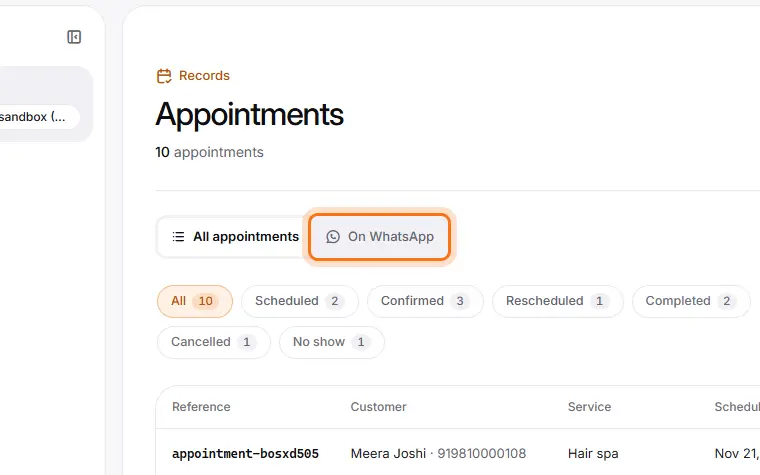 sandbox (...
Records
Appointments
10 appointments
All appointments On WhatsApp
All 10 Scheduled 2 Confirmed 3 Rescheduled 1 Completed 2
Cancelled 1 No show 1
Reference Customer Service Schedul
appointment-bosxd505 Meera Joshi · 919810000108 Hair spa Nov 21,